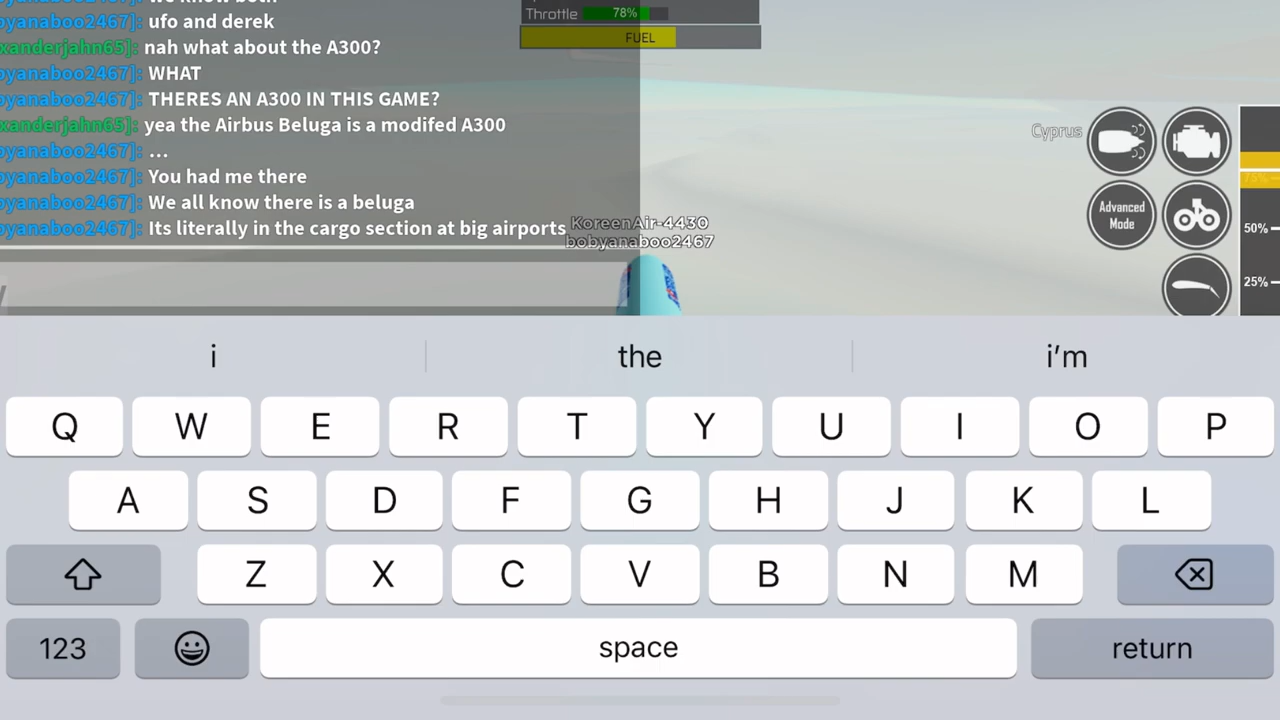 ufo and derek
xanderjahn65]: nah what about the A300?
byanaboo2467]: WHAT
byanaboo2467]: THERES AN A300 IN THIS GAME?
xanderjahn65]: yea the Airbus Beluga is a modifed A300
byanaboo2467]: ...
byanaboo2467]: You had me there
byanaboo2467]: We all know there is a beluga
byanaboo2467]: Its literally in the cargo section at big airports
KoreenAir-4430
bobyanaboo2467
Throttle 78%
FUEL
Cyprus
Advanced
Mode
75%
50%
25%
i the i'm
Q W E R T Y U I O P
A S D F G H J K L
Z X C V B N M
123 space return